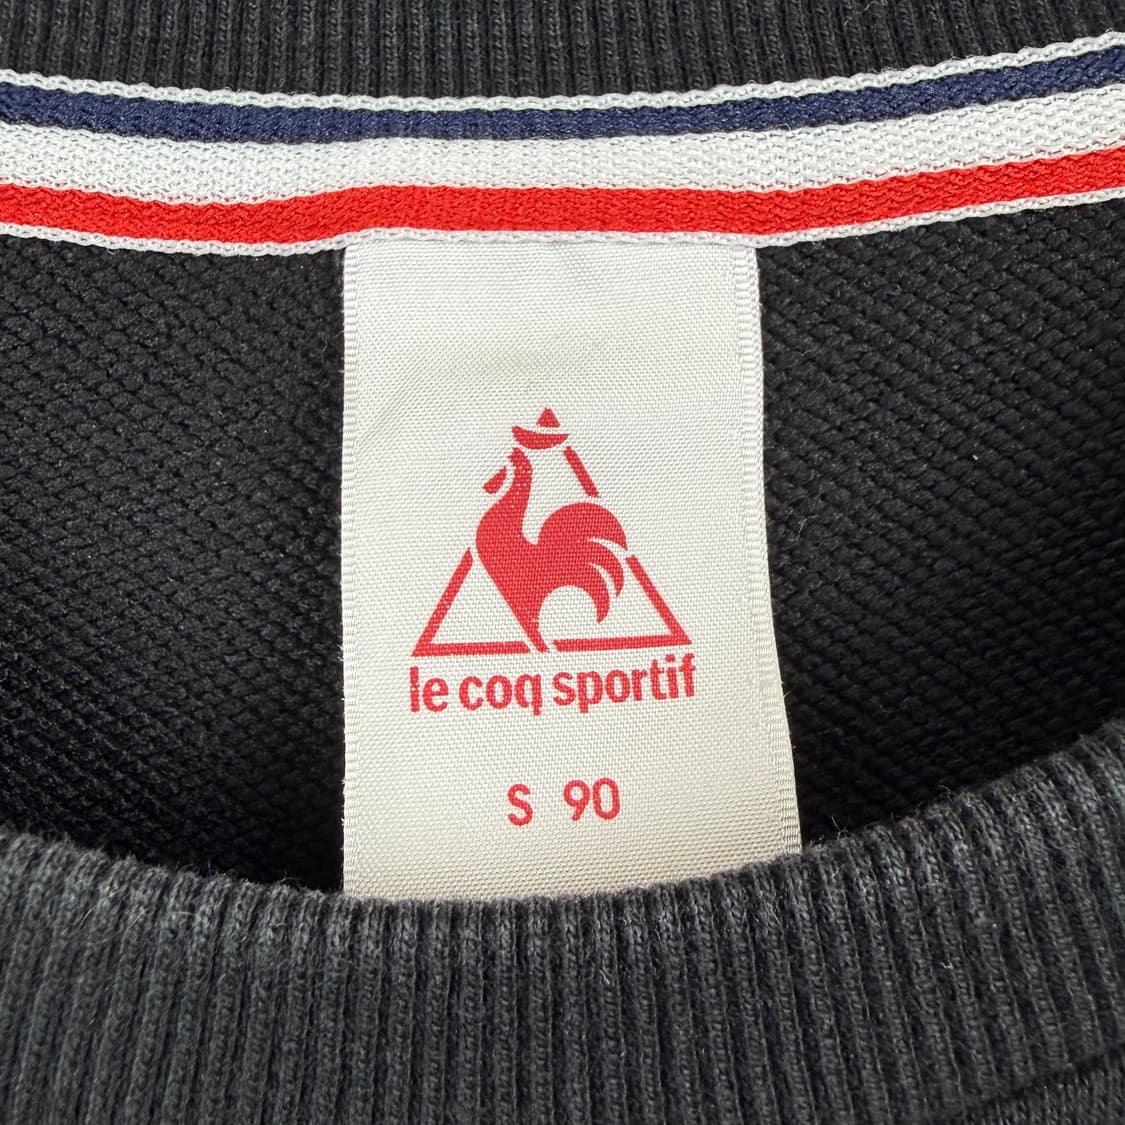 le coq sportif
S 90